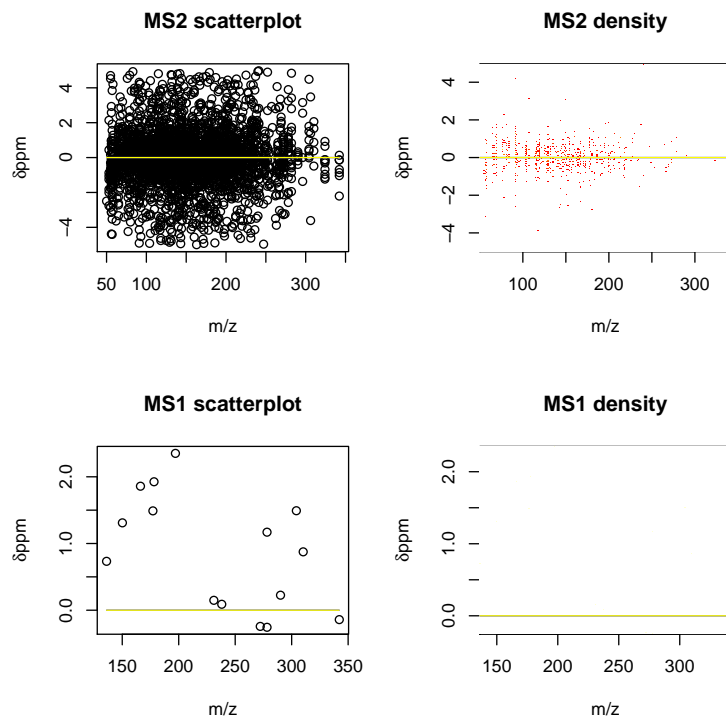 MS2 scatterplot
δppm
4
2
0
−4
50 100 200 300
m/z
MS2 density
δppm
4
2
0
−2
−4
100 200 300
m/z
MS1 scatterplot
δppm
2.0
1.0
0.0
150 200 250 300 350
m/z
MS1 density
δppm
2.0
1.0
0.0
150 200 250 300
m/z